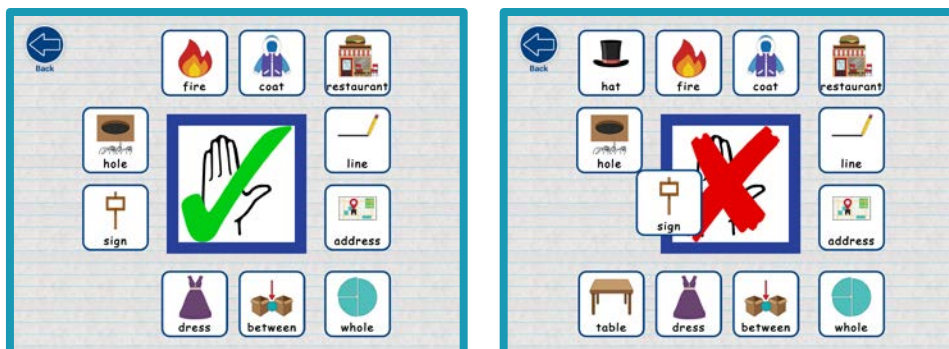 Back
fire coat restaurant
hole line
sign address
dress between whole
Back
hat fire coat restaurant
hole line
sign address
table dress between whole